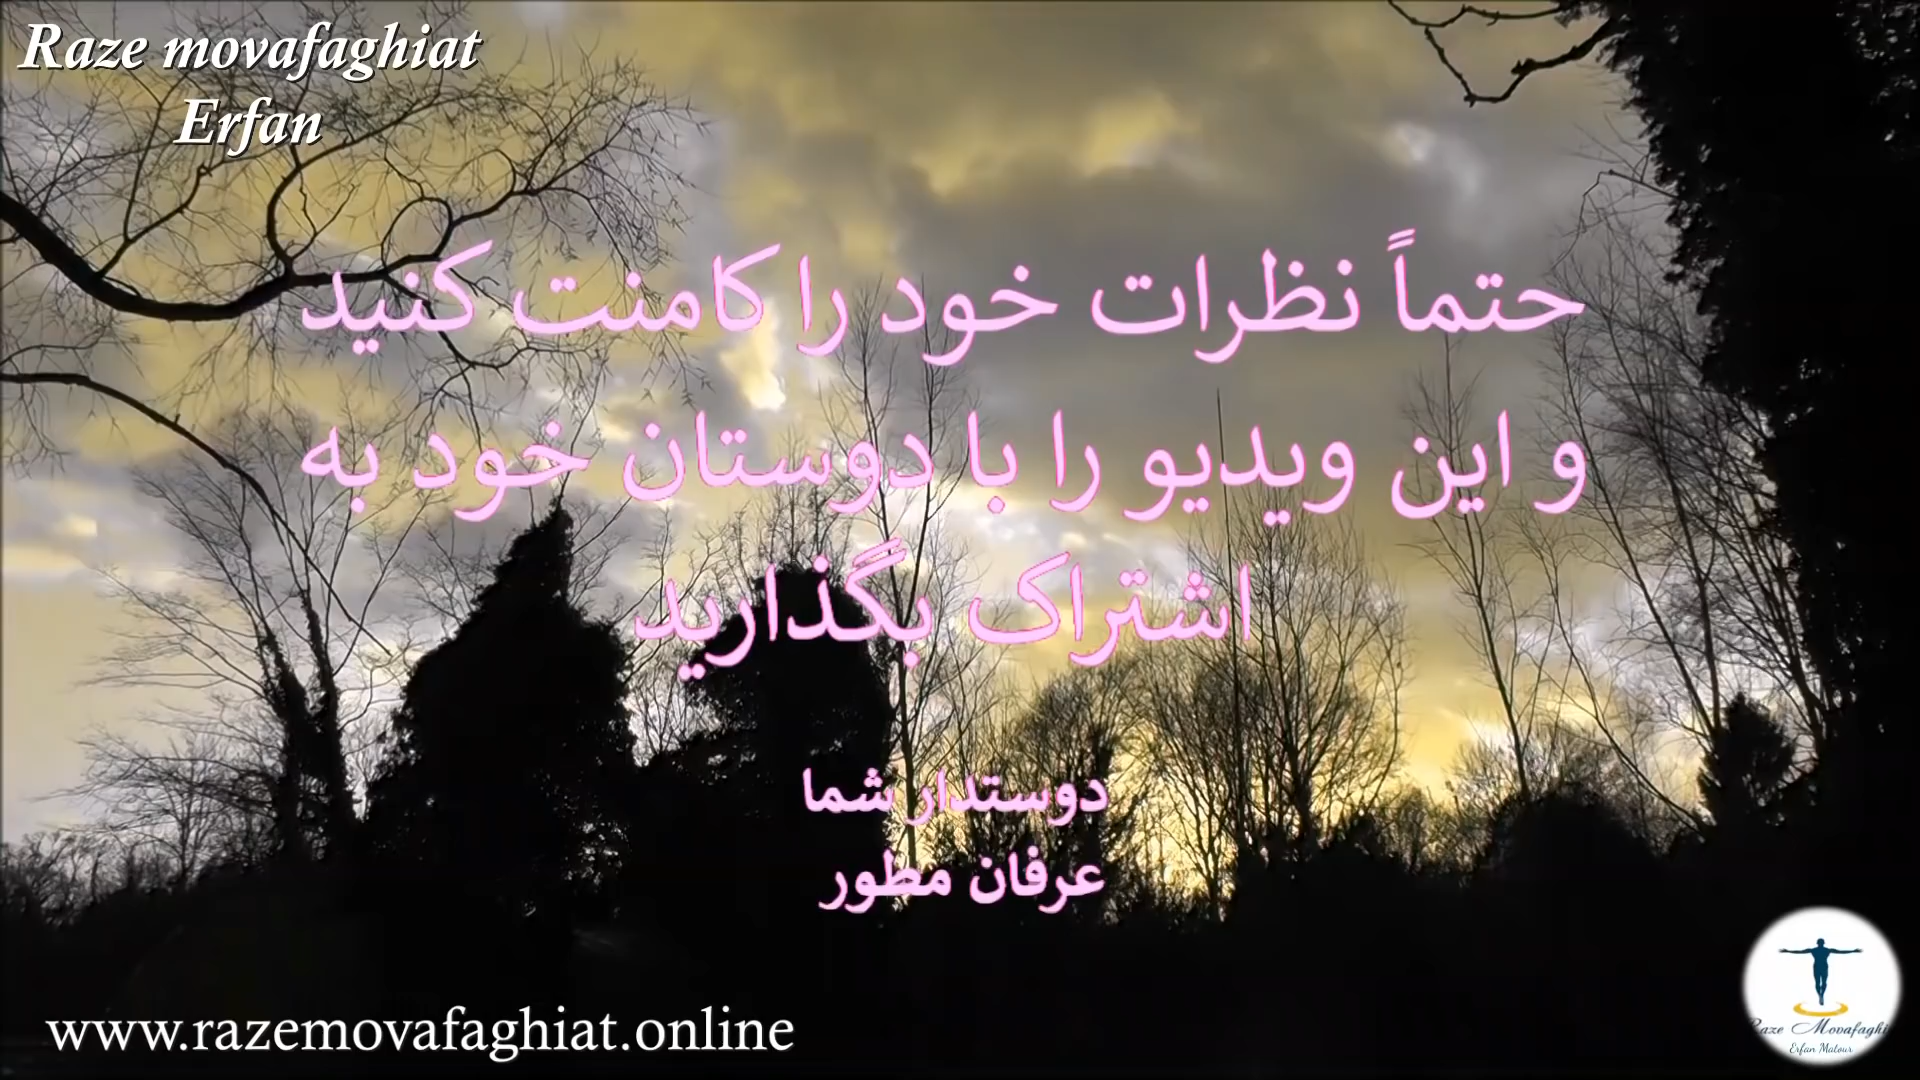 Raze movafaghiat
Erfan
حتماً نظرات خود را کامنت کنید
و این ویدیو را با دوستان خود به
اشتراک بگذارید
دوستدار شما
عرفان مطور
www.razemovafaghiat.online
Raze Movafaghi
Erfan Matour